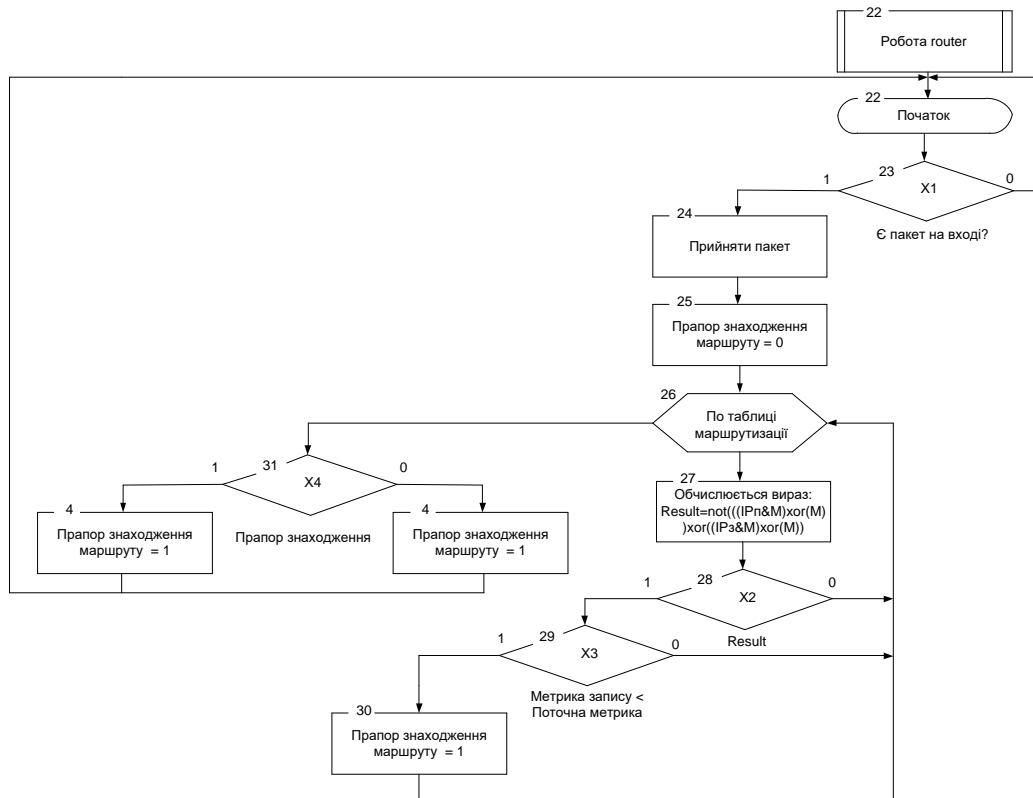 22
Робота router
22
Початок
23
1
X1
0
Є пакет на вході?
24
Прийняти пакет
25
Прапор знаходження
маршруту = 0
26
По таблиці
маршрутизації
31
1
X4
0
Прапор знаходження
4
Прапор знаходження
маршруту = 1
4
Прапор знаходження
маршруту = 1
27
Обчислюється вираз:
Result=not(((IPп&M)xor(M)
)xor((IPз&M)xor(M))
28
1
X2
0
Result
29
1
X3
0
Метрика запису <
Поточна метрика
30
Прапор знаходження
маршруту = 1